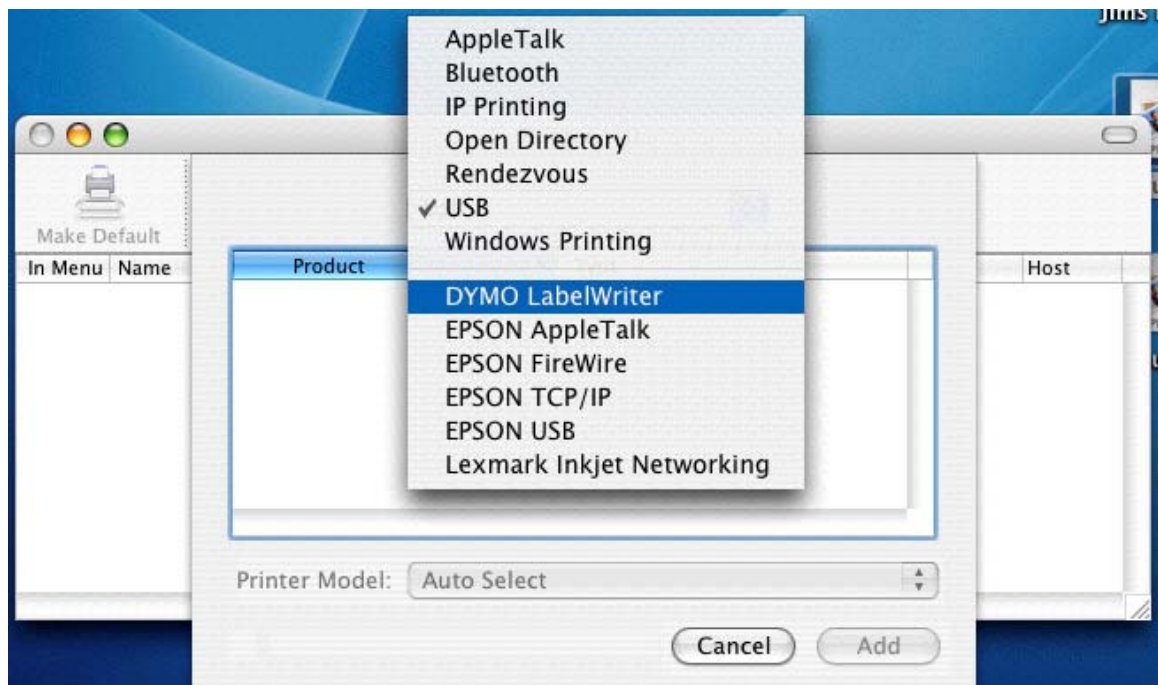 Jims
AppleTalk
Bluetooth
IP Printing
Open Directory
Rendezvous
✓ USB
Windows Printing
DYMO LabelWriter
EPSON AppleTalk
EPSON FireWire
EPSON TCP/IP
EPSON USB
Lexmark Inkjet Networking
Make Default
In Menu Name
Product
Host
Printer Model: Auto Select
Cancel Add